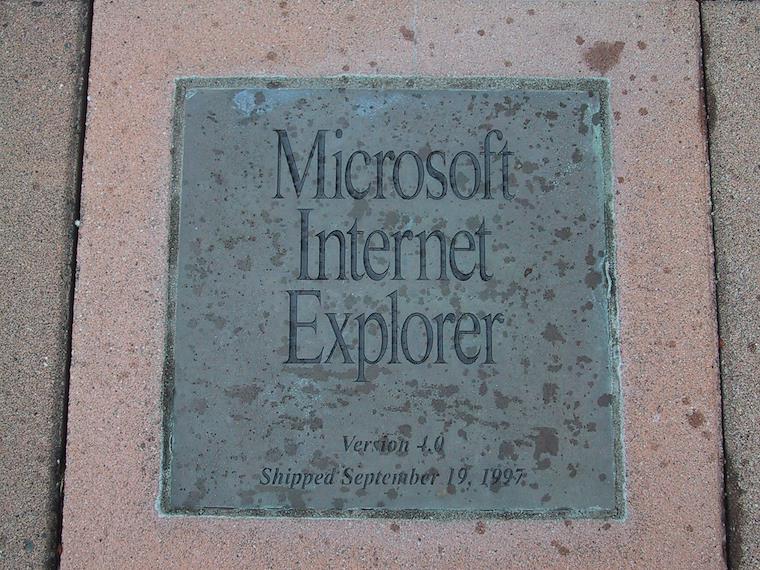 Microsoft
Internet
Explorer
Version 4.0
Shipped September 19, 1997